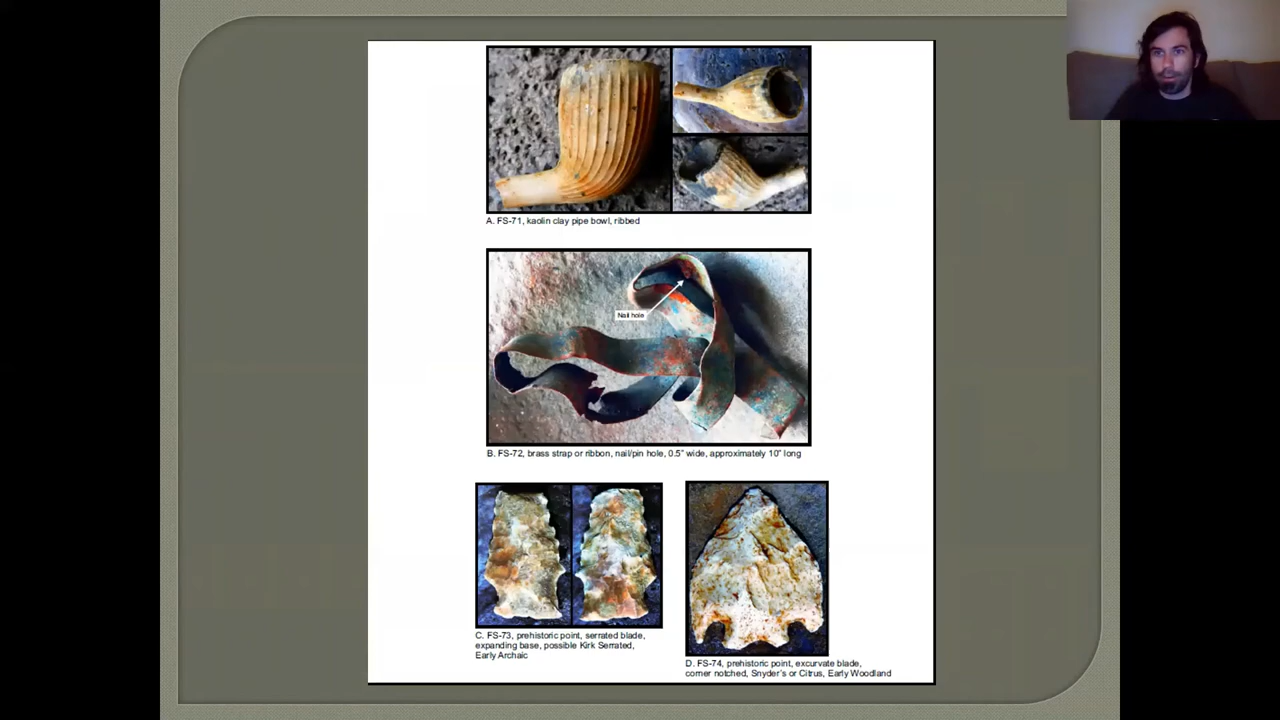 A. FS-71, kaolin clay pipe bowl, ribbed
Nail hole
B. FS-72, brass strap or ribbon, nail/pin hole, 0.5" wide, approximately 10" long
C. FS-73, prehistoric point, serrated blade,
expanding base, possible Kirk Serrated,
Early Archaic
D. FS-74, prehistoric point, excurvate blade,
corner notched, Snyder's or Citrus, Early Woodland